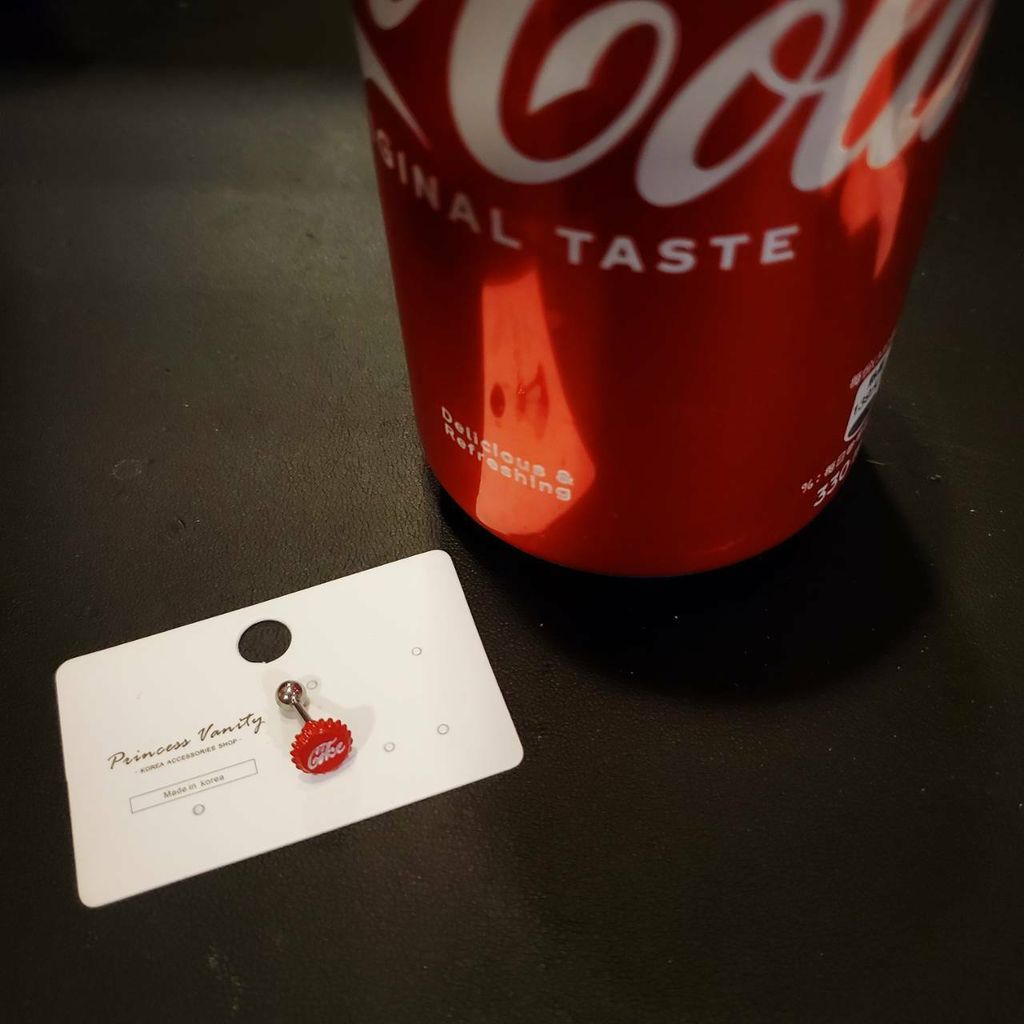 Cola
GINAL TASTE
Delicious &
Refreshing
330
Princess Vanity
- KOREA ACCESSORIES SHOP -
Made in korea
Coke